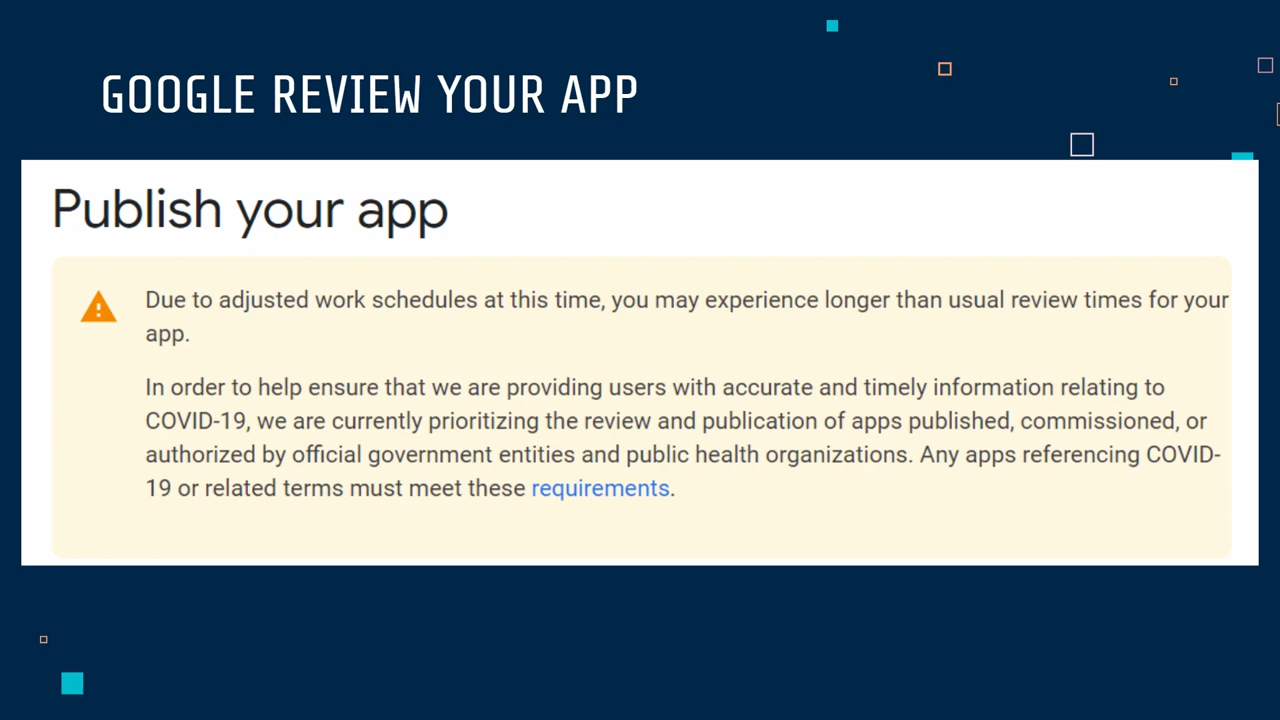 GOOGLE REVIEW YOUR APP
Publish your app
Due to adjusted work schedules at this time, you may experience longer than usual review times for your
app.
In order to help ensure that we are providing users with accurate and timely information relating to
COVID-19, we are currently prioritizing the review and publication of apps published, commissioned, or
authorized by official government entities and public health organizations. Any apps referencing COVID-
19 or related terms must meet these requirements.